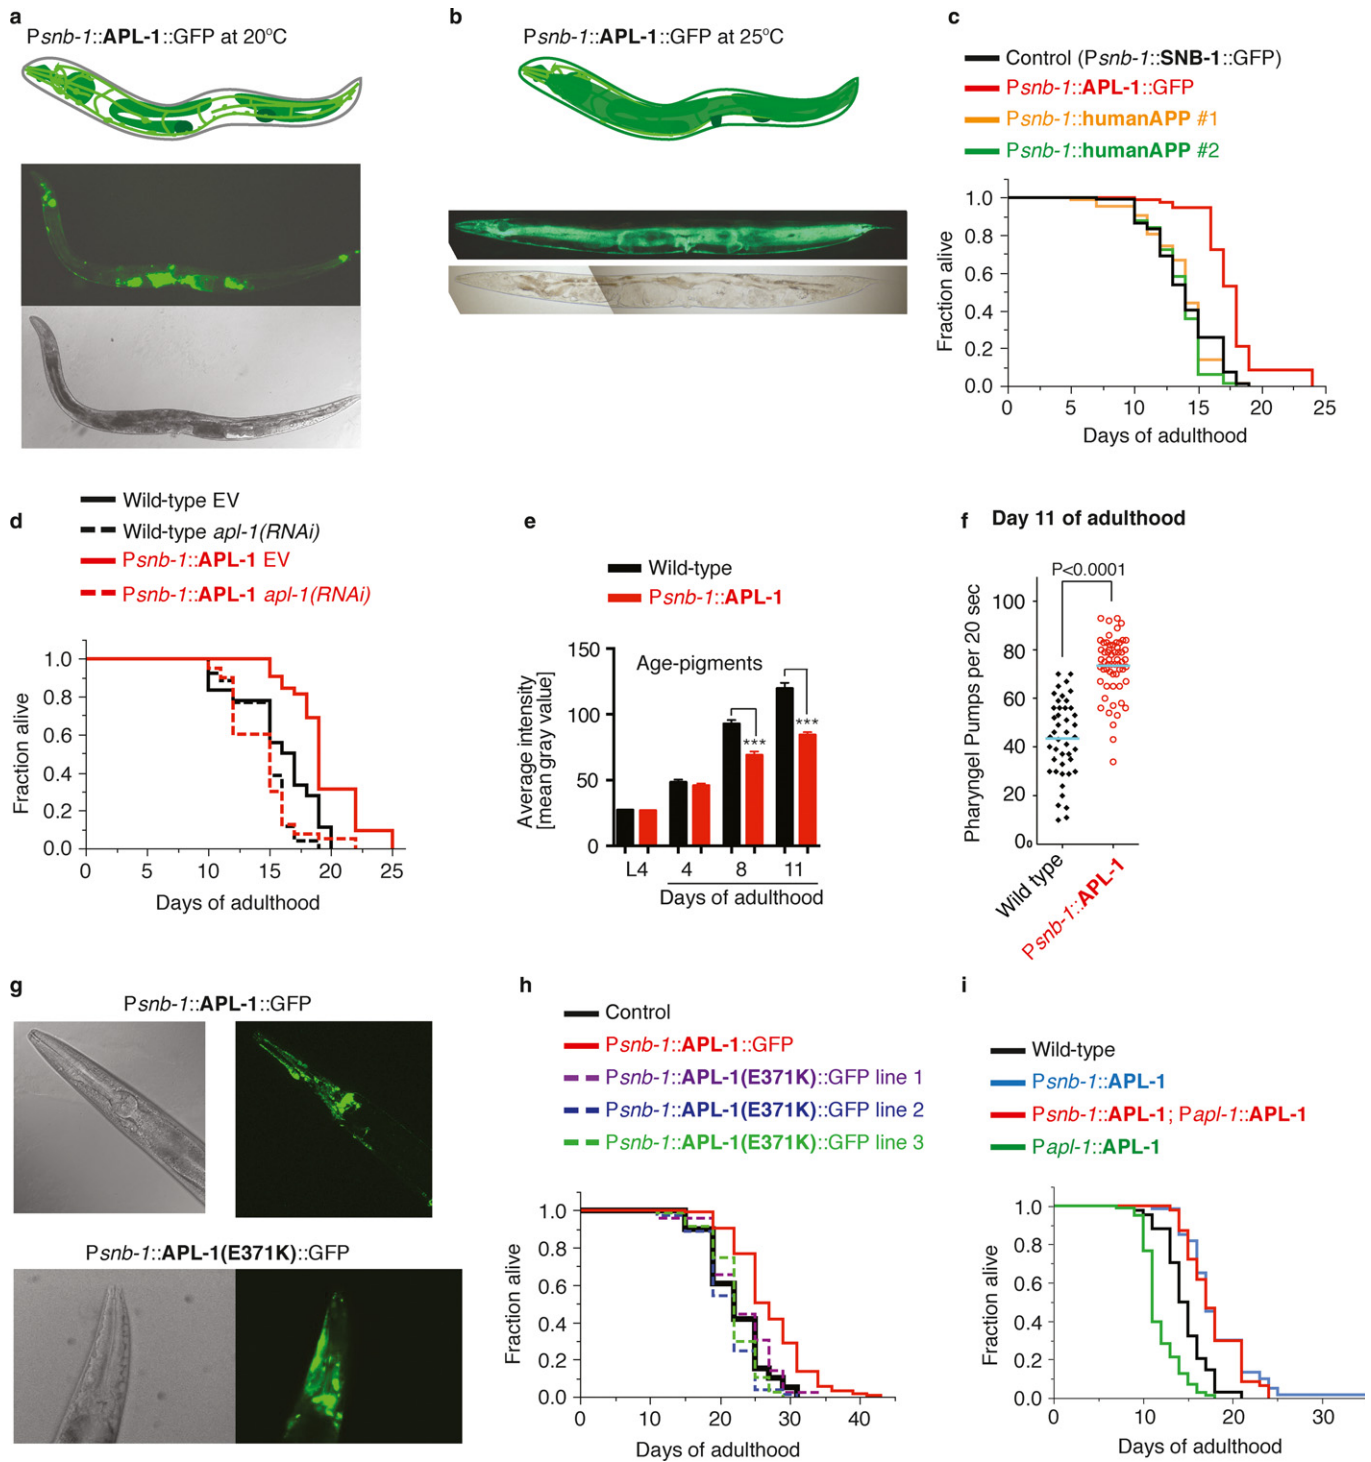 a
Psnb-1::APL-1::GFP at 20°C
b
Psnb-1::APL-1::GFP at 25°C
c
Control (Psnb-1::SNB-1::GFP)
Psnb-1::APL-1::GFP
Psnb-1::humanAPP #1
Psnb-1::humanAPP #2
1.0
0.8
0.6
0.4
0.2
0.0
Fraction alive
0 5 10 15 20 25
Days of adulthood
d
Wild-type EV
Wild-type apl-1(RNAi)
Psnb-1::APL-1 EV
Psnb-1::APL-1 apl-1(RNAi)
1.0
0.8
0.6
0.4
0.2
0.0
Fraction alive
0 5 10 15 20 25
Days of adulthood
e
Wild-type
Psnb-1::APL-1
Age-pigments
150
100
50
0
Average intensity
[mean gray value]
***
***
L4 4 8 11
Days of adulthood
f Day 11 of adulthood
P<0.0001
100
80
60
40
20
0
Pharyngel Pumps per 20 sec
Wild type
Psnb-1::APL-1
g
Psnb-1::APL-1::GFP
Psnb-1::APL-1(E371K)::GFP
h
Control
Psnb-1::APL-1::GFP
Psnb-1::APL-1(E371K)::GFP line 1
Psnb-1::APL-1(E371K)::GFP line 2
Psnb-1::APL-1(E371K)::GFP line 3
1.0
0.8
0.6
0.4
0.2
0.0
Fraction alive
0 10 20 30 40
Days of adulthood
i
Wild-type
Psnb-1::APL-1
Psnb-1::APL-1; Papl-1::APL-1
Papl-1::APL-1
1.0
0.8
0.6
0.4
0.2
0.0
Fraction alive
0 10 20 30
Days of adulthood